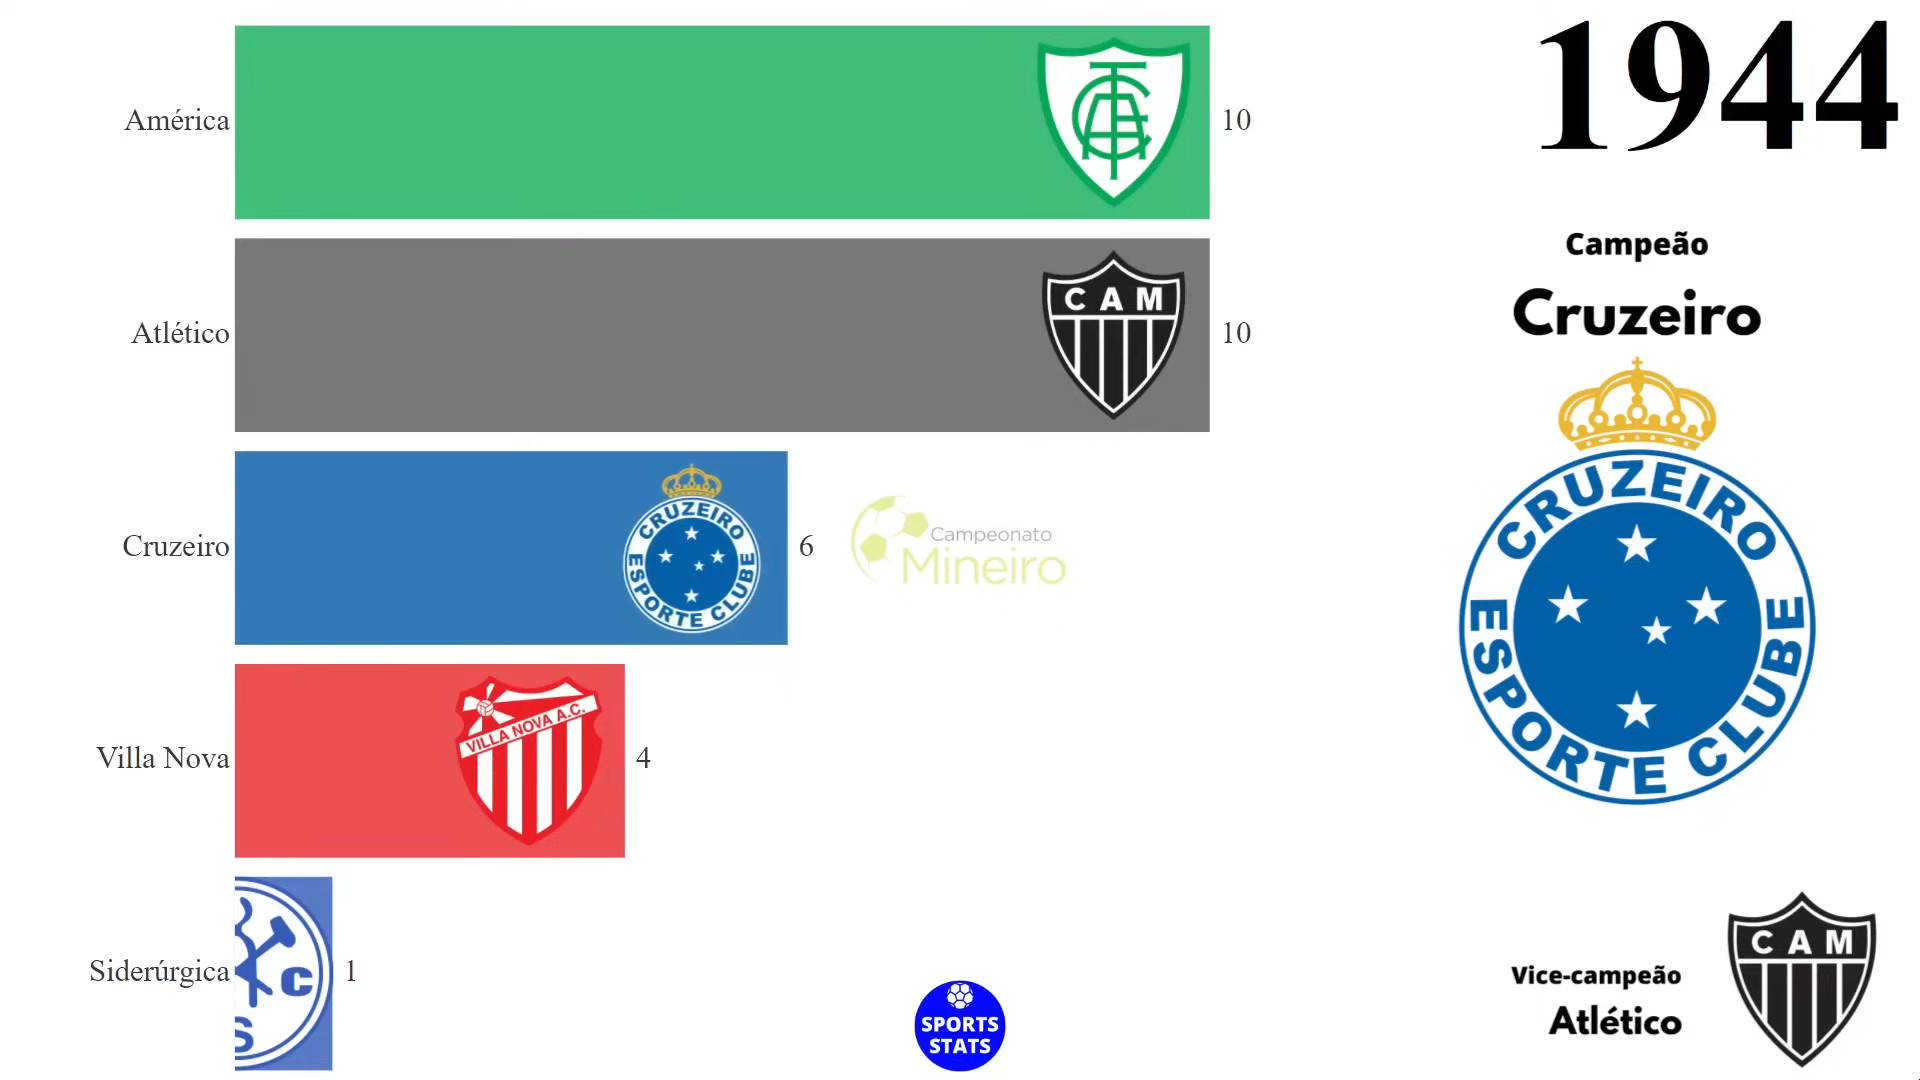 1944
América
10
Atlético
CAM
10
Cruzeiro
CRUZEIRO
ESPORTE CLUBE
6
Campeonato
Mineiro
Villa Nova
VILLA NOVA A.C.
4
Siderúrgica
C
S
1
Campeão
Cruzeiro
CRUZEIRO
ESPORTE CLUBE
Vice-campeão
Atlético
CAM
SPORTS
STATS